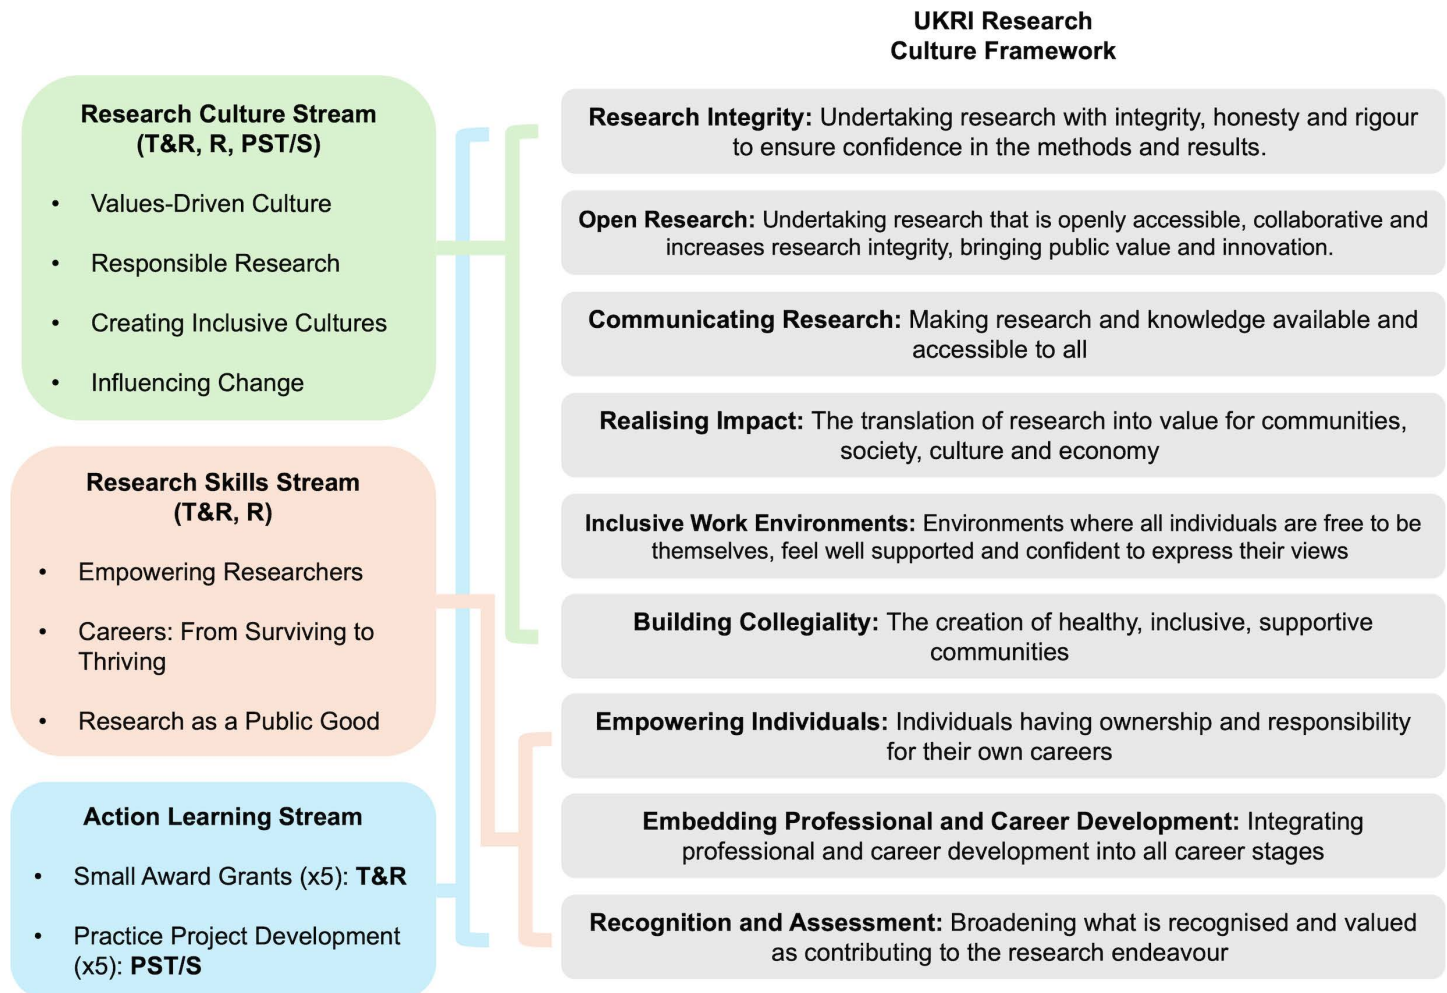 UKRI Research
Culture Framework
Research Culture Stream
(T&R, R, PST/S)
• Values-Driven Culture
• Responsible Research
• Creating Inclusive Cultures
• Influencing Change
Research Skills Stream
(T&R, R)
• Empowering Researchers
• Careers: From Surviving to
Thriving
• Research as a Public Good
Action Learning Stream
• Small Award Grants (x5): T&R
• Practice Project Development
(x5): PST/S
Research Integrity: Undertaking research with integrity, honesty and rigour
to ensure confidence in the methods and results.
Open Research: Undertaking research that is openly accessible, collaborative and
increases research integrity, bringing public value and innovation.
Communicating Research: Making research and knowledge available and
accessible to all
Realising Impact: The translation of research into value for communities,
society, culture and economy
Inclusive Work Environments: Environments where all individuals are free to be
themselves, feel well supported and confident to express their views
Building Collegiality: The creation of healthy, inclusive, supportive
communities
Empowering Individuals: Individuals having ownership and responsibility
for their own careers
Embedding Professional and Career Development: Integrating
professional and career development into all career stages
Recognition and Assessment: Broadening what is recognised and valued
as contributing to the research endeavour